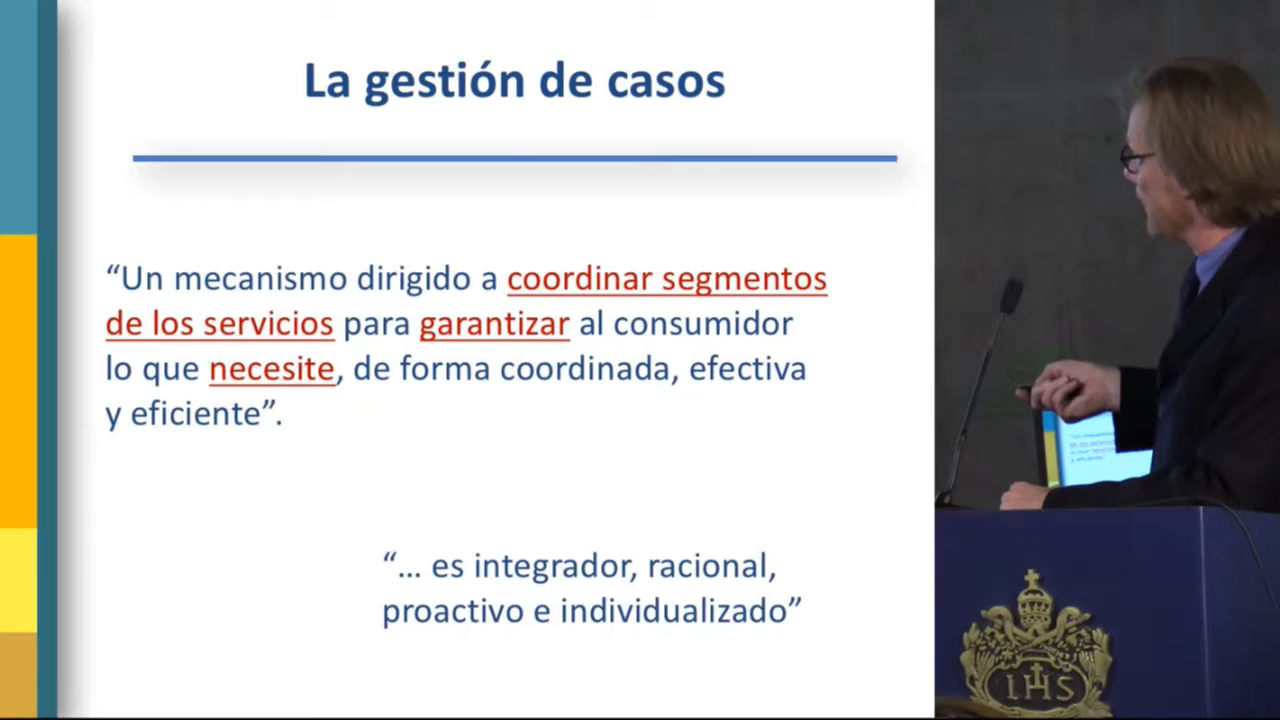 La gestión de casos
“Un mecanismo dirigido a coordinar segmentos
de los servicios para garantizar al consumidor
lo que necesite, de forma coordinada, efectiva
y eficiente”.
“... es integrador, racional,
proactivo e individualizado”
IHS